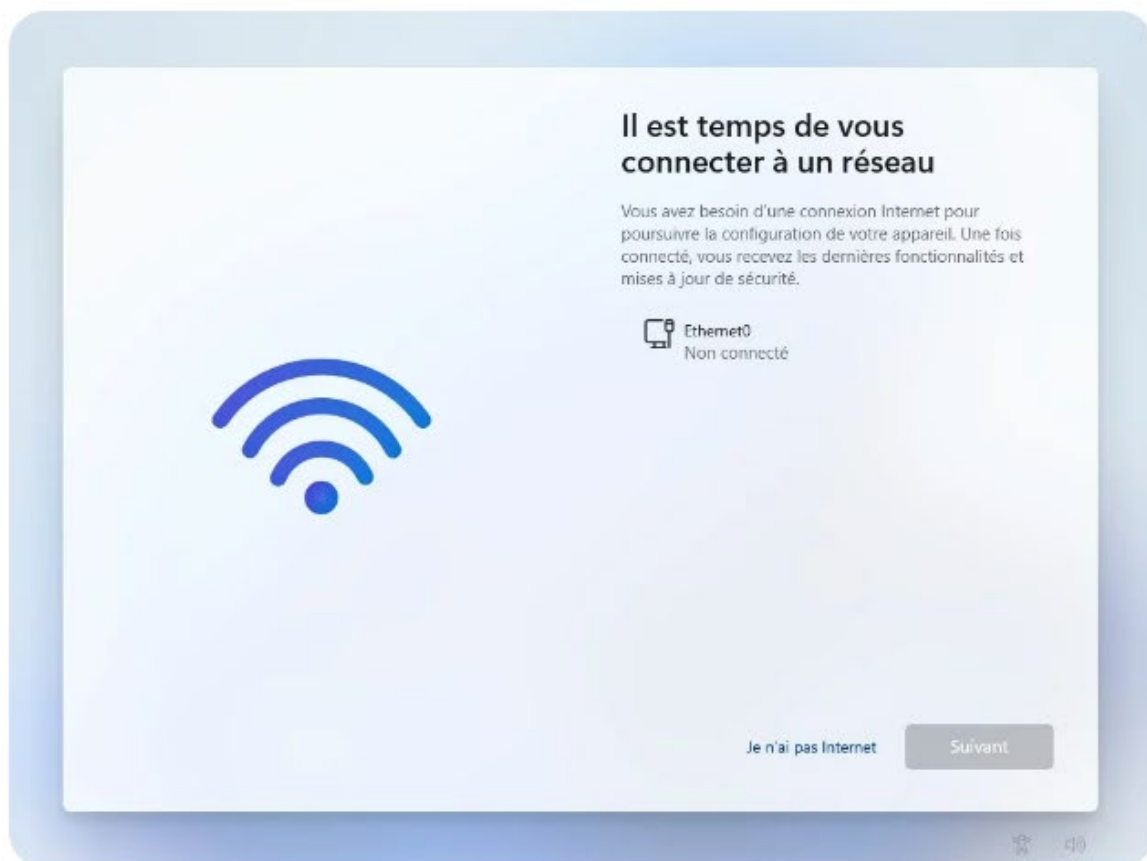 Il est temps de vous
connecter à un réseau
Vous avez besoin d'une connexion Internet pour
poursuivre la configuration de votre appareil. Une fois
connecté, vous recevez les dernières fonctionnalités et
mises à jour de sécurité.
Ethernet0
Non connecté
Je n'ai pas Internet
Suivant